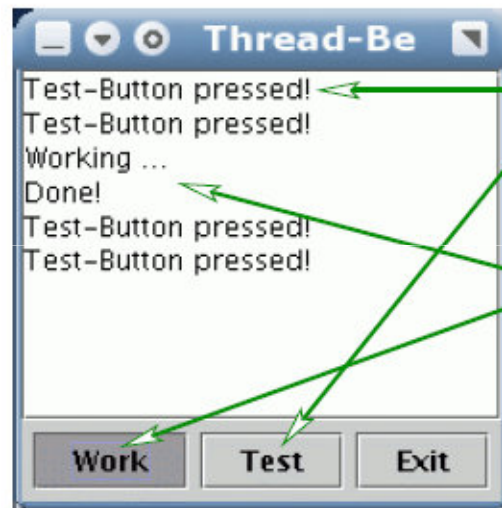 Thread-Be
Test-Button pressed!
Test-Button pressed!
Working ...
Done!
Test-Button pressed!
Test-Button pressed!
Work Test Exit